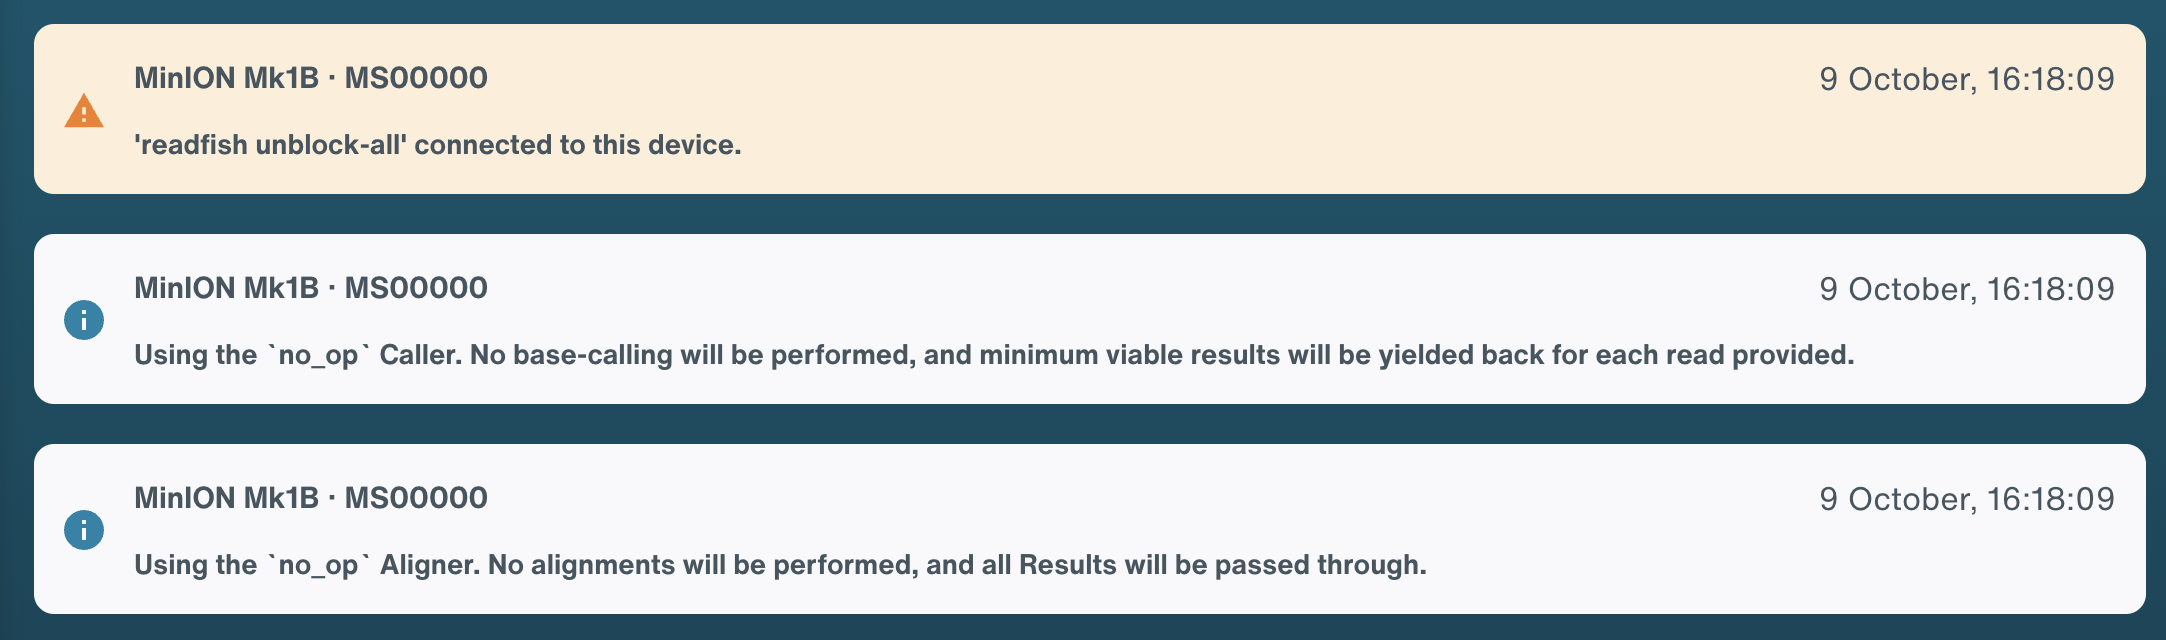 MinION Mk1B · MS00000
9 October, 16:18:09
'readfish unblock-all' connected to this device.
MinION Mk1B · MS00000
9 October, 16:18:09
Using the `no_op` Caller. No base-calling will be performed, and minimum viable results will be yielded back for each read provided.
MinION Mk1B · MS00000
9 October, 16:18:09
Using the `no_op` Aligner. No alignments will be performed, and all Results will be passed through.